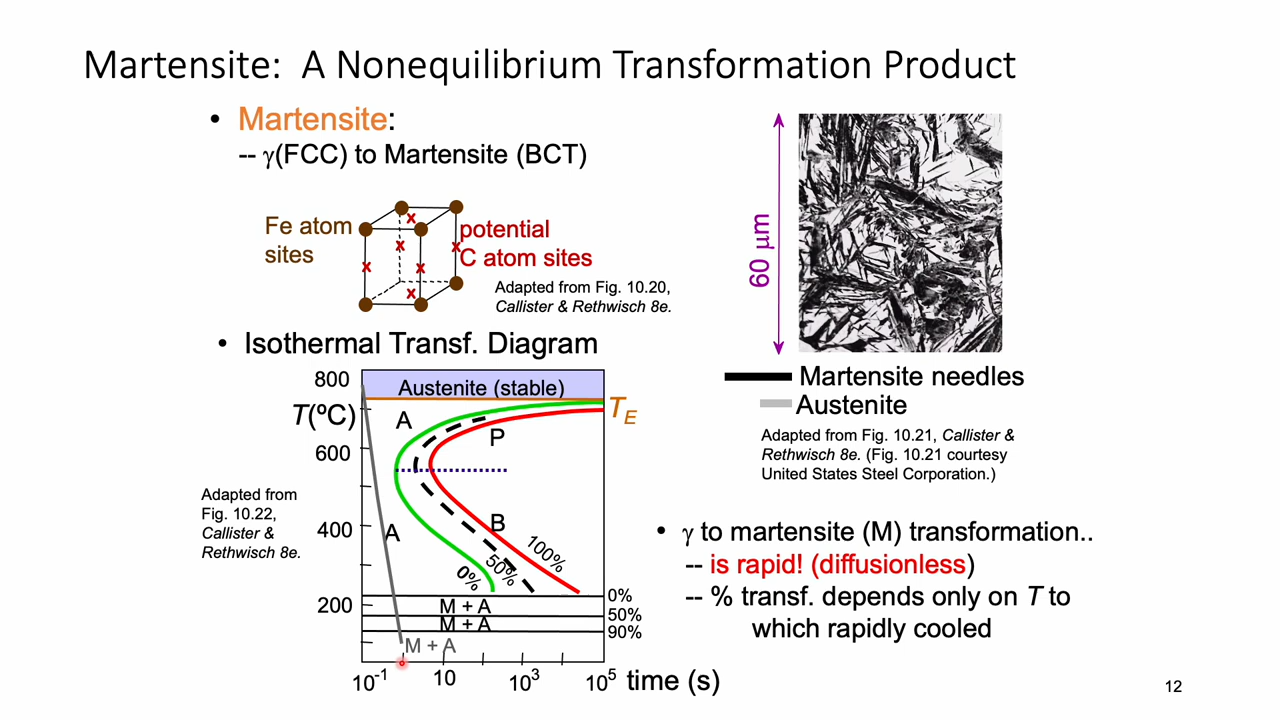 Martensite: A Nonequilibrium Transformation Product
• Martensite:
-- γ(FCC) to Martensite (BCT)
Fe atom
sites
x
x
x
x
x
x
potential
C atom sites
Adapted from Fig. 10.20,
Callister & Rethwisch 8e.
• Isothermal Transf. Diagram
800
Austenite (stable)
T(ºC)
A
P
TE
600
Adapted from
Fig. 10.22,
Callister &
Rethwisch 8e.
400
A
B
0%
50%
100%
200
M + A
M + A
M + A
0%
50%
90%
10-1
10
103
105
time (s)
60 μm
Martensite needles
Austenite
Adapted from Fig. 10.21, Callister &
Rethwisch 8e. (Fig. 10.21 courtesy
United States Steel Corporation.)
• γ to martensite (M) transformation..
-- is rapid! (diffusionless)
-- % transf. depends only on T to
which rapidly cooled
12